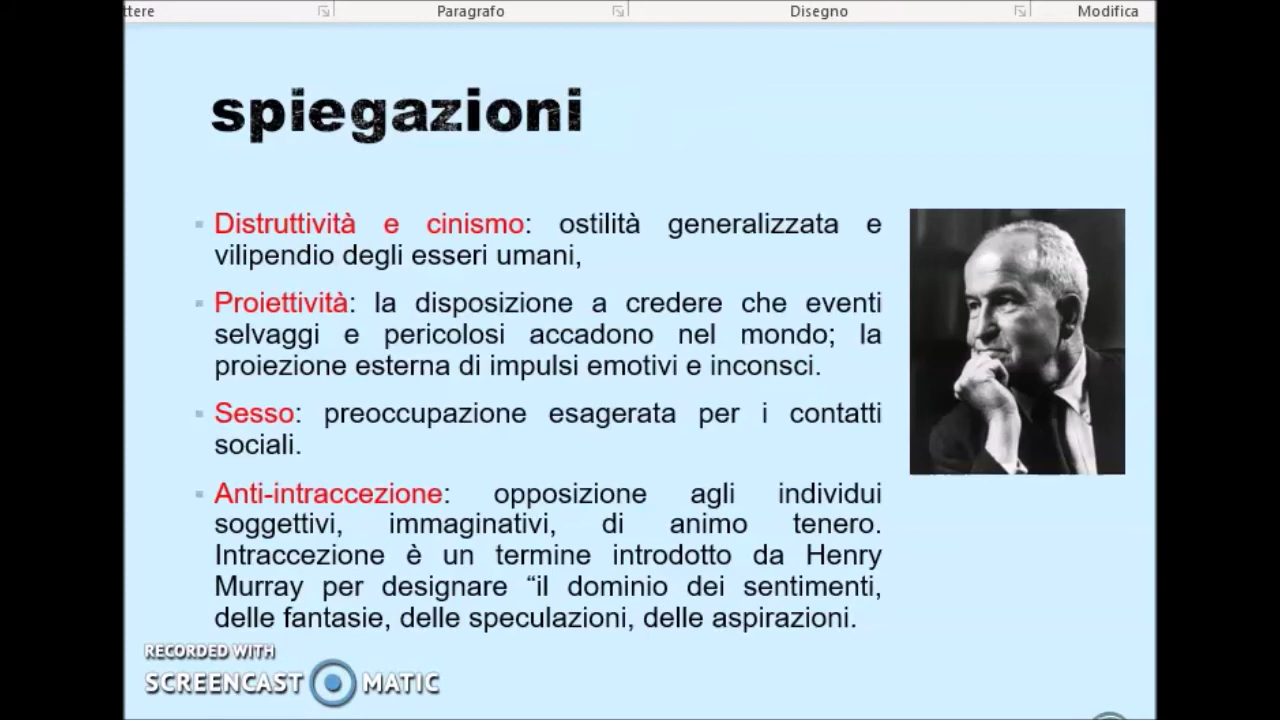 ttere Paragrafo Disegno Modifica
spiegazioni
Distruttività e cinismo: ostilità generalizzata e
vilipendio degli esseri umani,
Proiettività: la disposizione a credere che eventi
selvaggi e pericolosi accadono nel mondo; la
proiezione esterna di impulsi emotivi e inconsci.
Sesso: preoccupazione esagerata per i contatti
sociali.
Anti-intraccezione: opposizione agli individui
soggettivi, immaginativi, di animo tenero.
Intraccezione è un termine introdotto da Henry
Murray per designare “il dominio dei sentimenti,
delle fantasie, delle speculazioni, delle aspirazioni.
RECORDED WITH
SCREENCAST MATIC